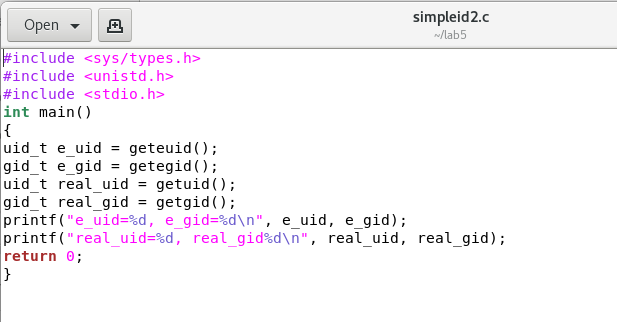 Open
simpleid2.c
~/lab5
#include <sys/types.h>
#include <unistd.h>
#include <stdio.h>
int main()
{
uid_t e_uid = geteuid();
gid_t e_gid = getegid();
uid_t real_uid = getuid();
gid_t real_gid = getgid();
printf("e_uid=%d, e_gid=%d\n", e_uid, e_gid);
printf("real_uid=%d, real_gid%d\n", real_uid, real_gid);
return 0;
}